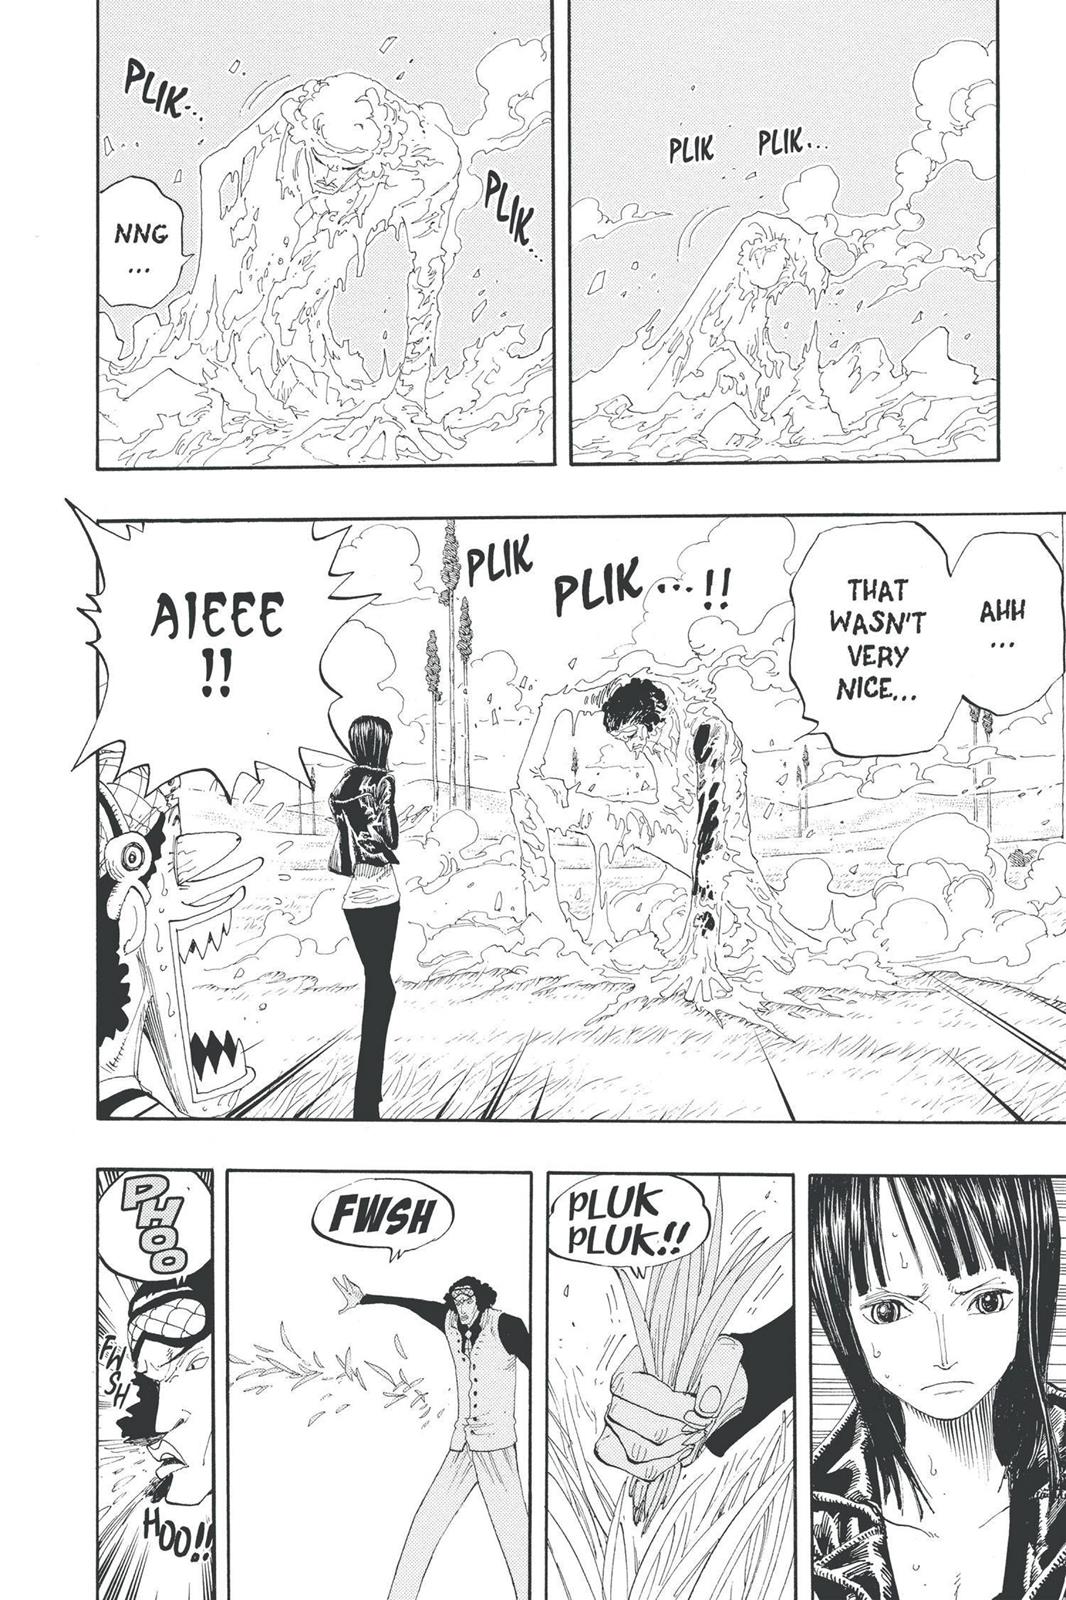 PLIK
PLIK...
PLIK...
PLIK...
NNG
...
AHH
...
THAT
WASN'T
VERY
NICE...
PLIK
PLIK...!!
AIEEE
!!
PLUK
PLUK!!
FWSH
PHOO
FWSH
HOO!!